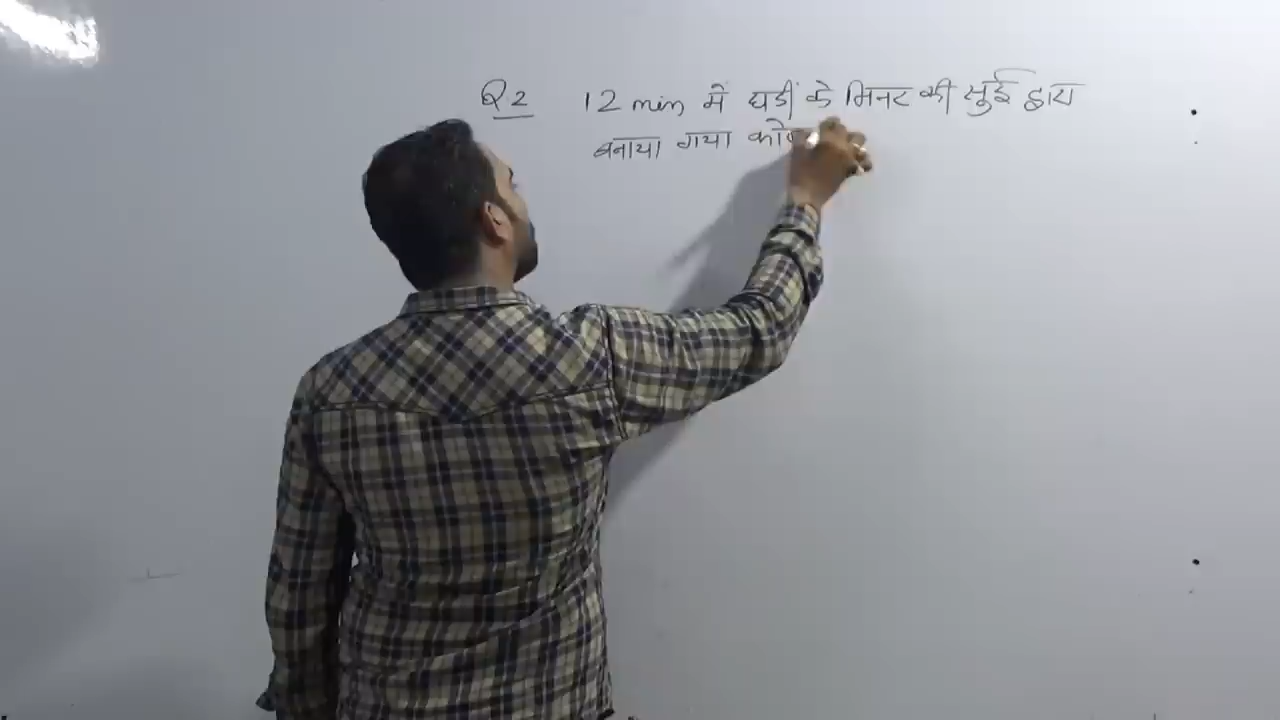 Q2 12 min में घडीं के मिनट की सुई द्वारा
बनाया गया